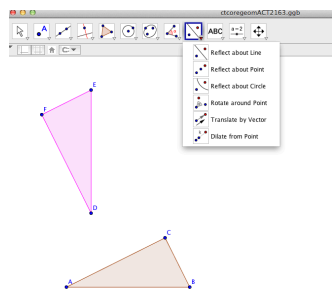 ctcoregeomACT2163.ggb
ABC a=2
Reflect about Line
Reflect about Point
Reflect about Circle
Rotate around Point
Translate by Vector
Dilate from Point
E
F
D
C
A B